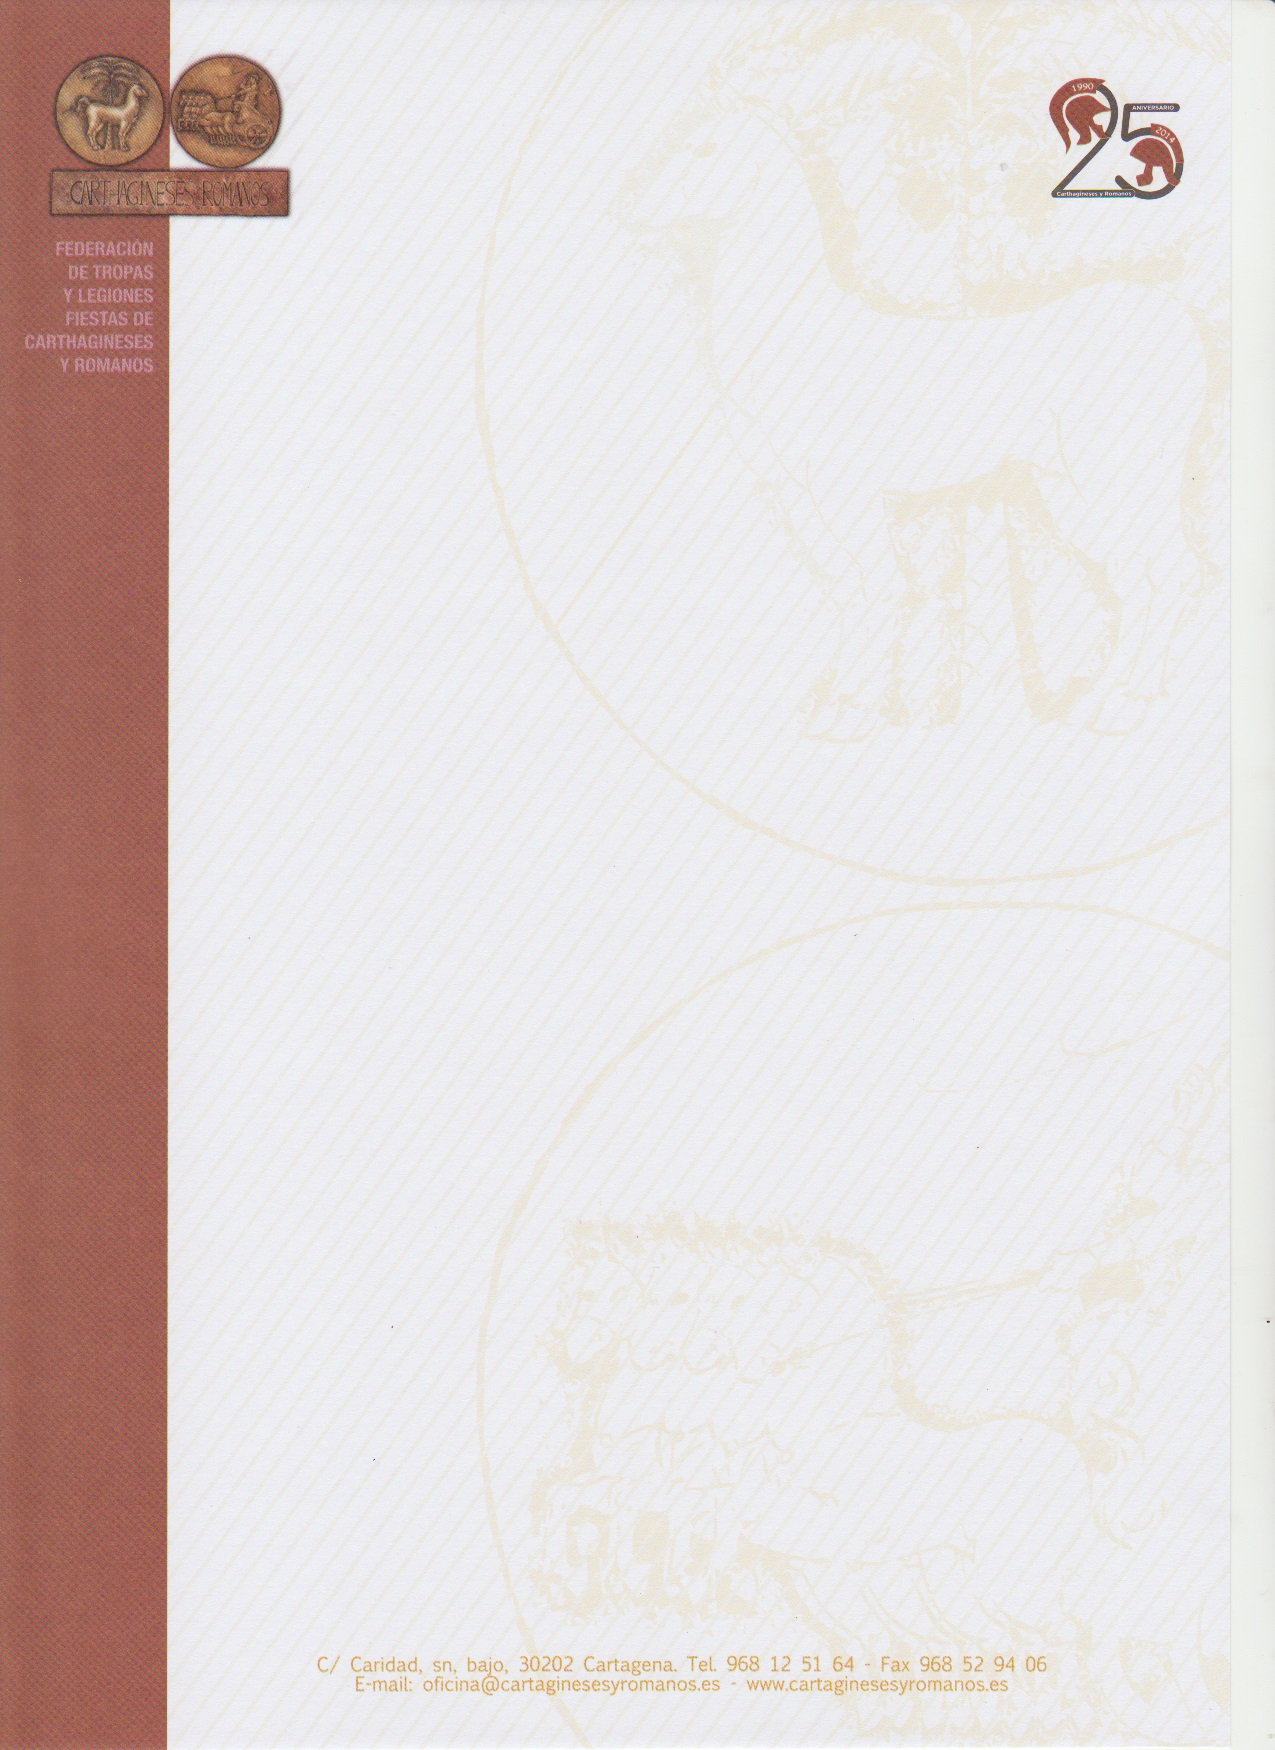 CARTHAGINESES ROMANOS
FEDERACIÓN
DE TROPAS
Y LEGIONES
FIESTAS DE
CARTHAGINESES
Y ROMANOS
1990
ANIVERSARIO
25
2014
Carthagineses y Romanos
C/ Caridad, sn, bajo, 30202 Cartagena. Tel. 968 12 51 64 - Fax 968 52 94 06
E-mail: oficina@cartaginesesyromanos.es - www.cartaginesesyromanos.es